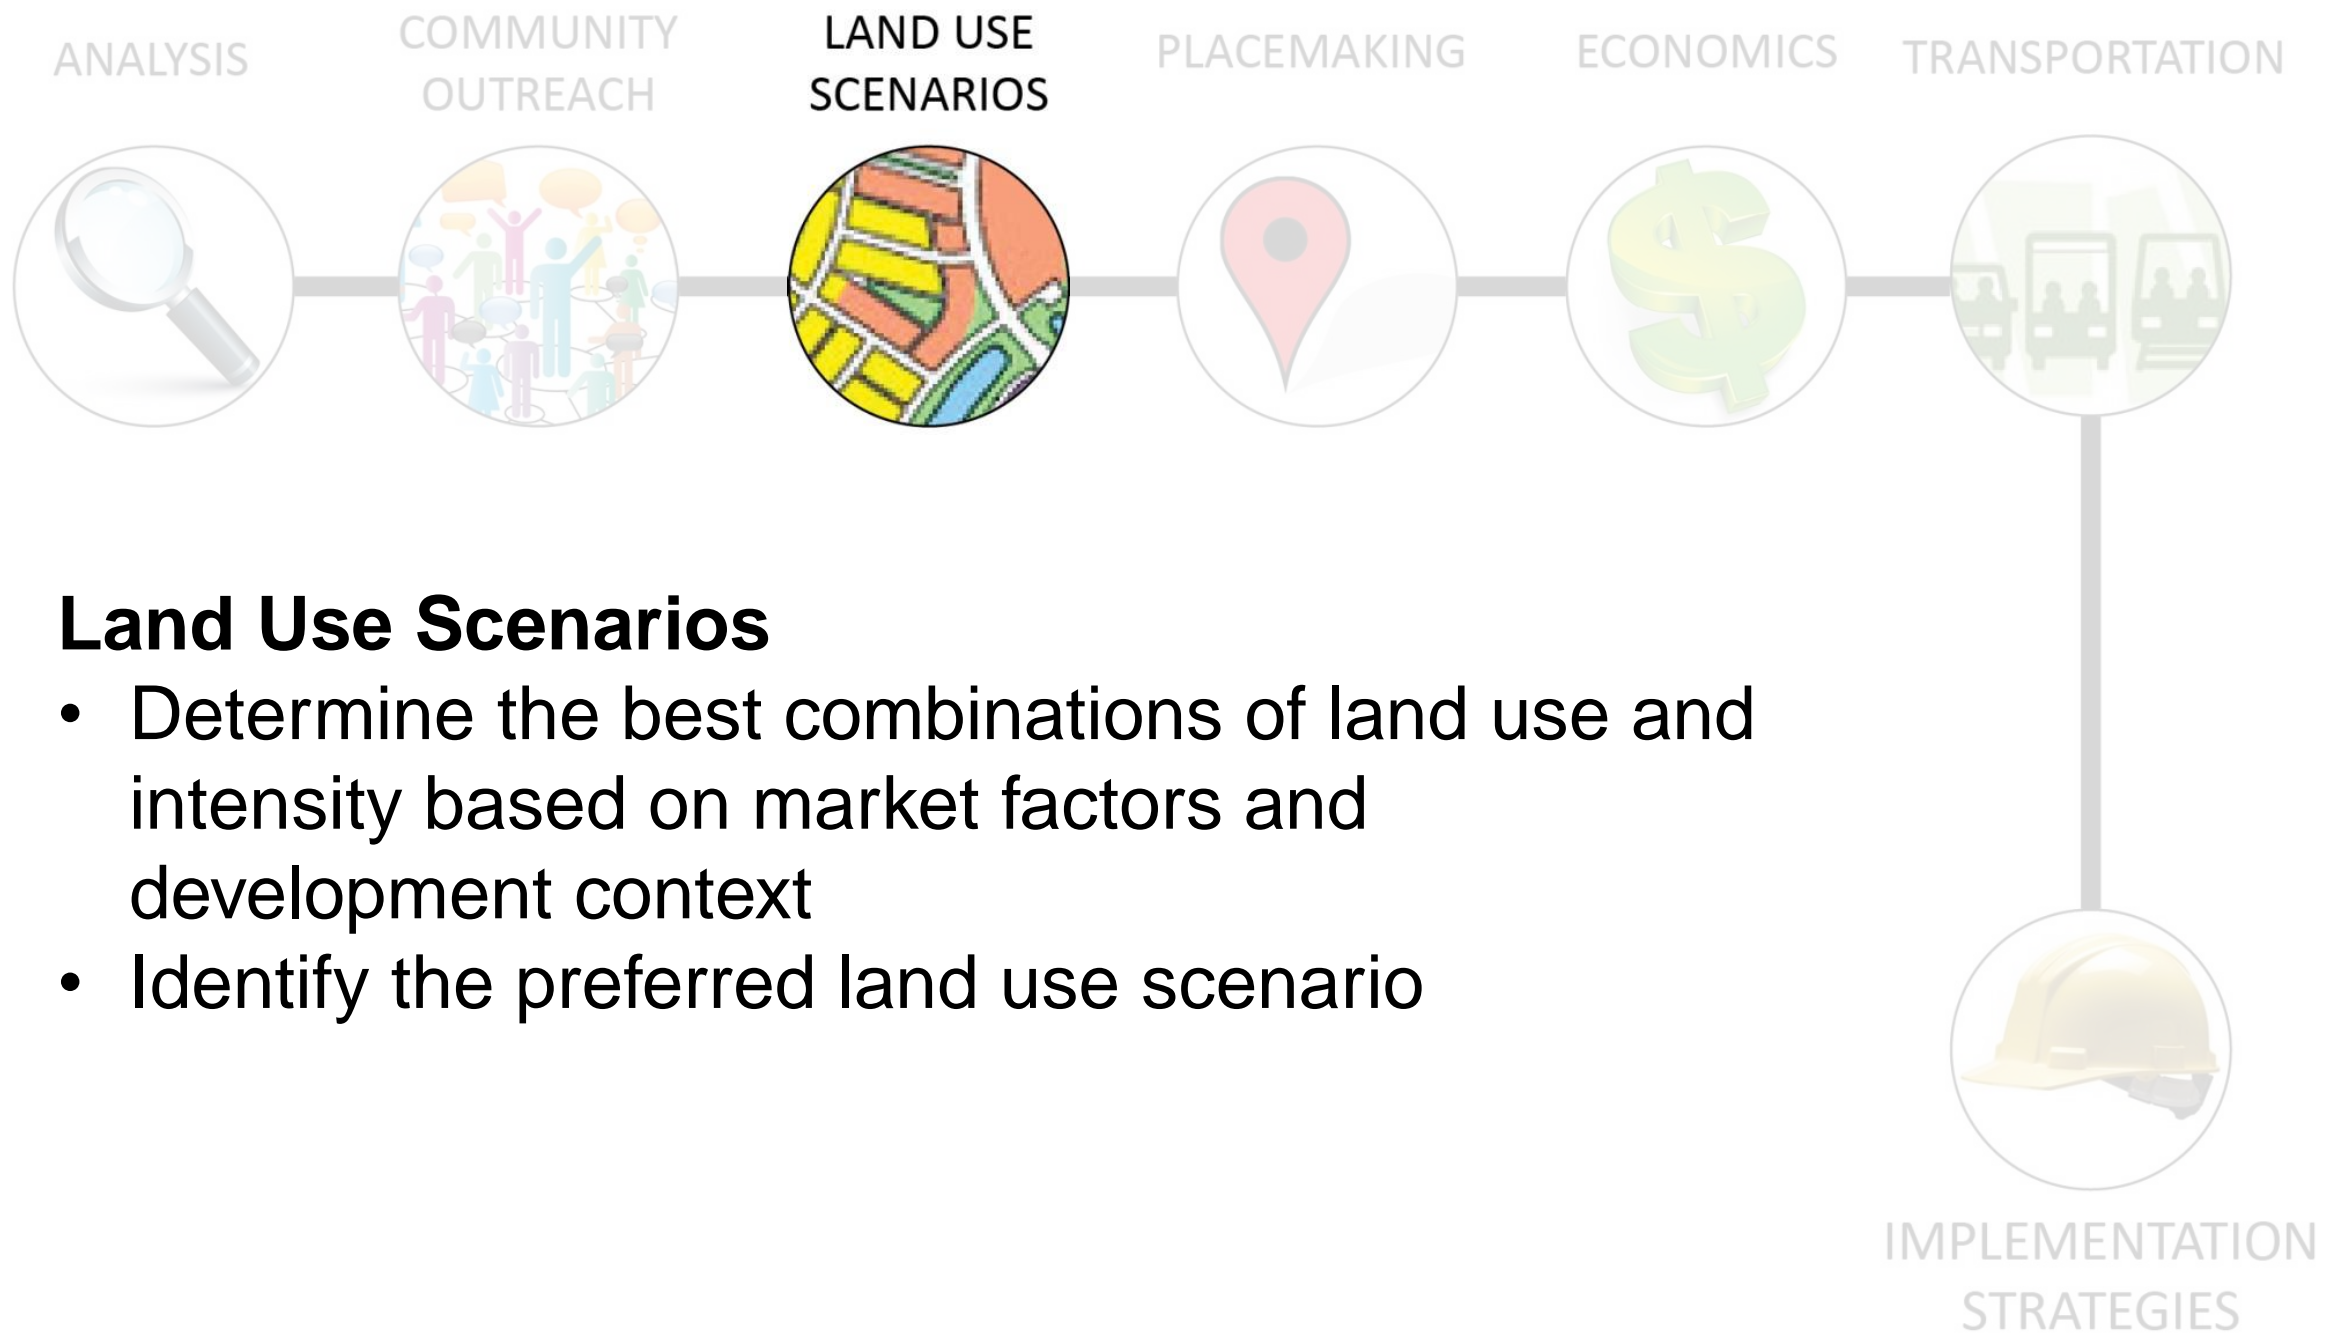 ANALYSIS
COMMUNITY
OUTREACH
LAND USE
SCENARIOS
PLACEMAKING
ECONOMICS
TRANSPORTATION
Land Use Scenarios
• Determine the best combinations of land use and
intensity based on market factors and
development context
• Identify the preferred land use scenario
IMPLEMENTATION
STRATEGIES